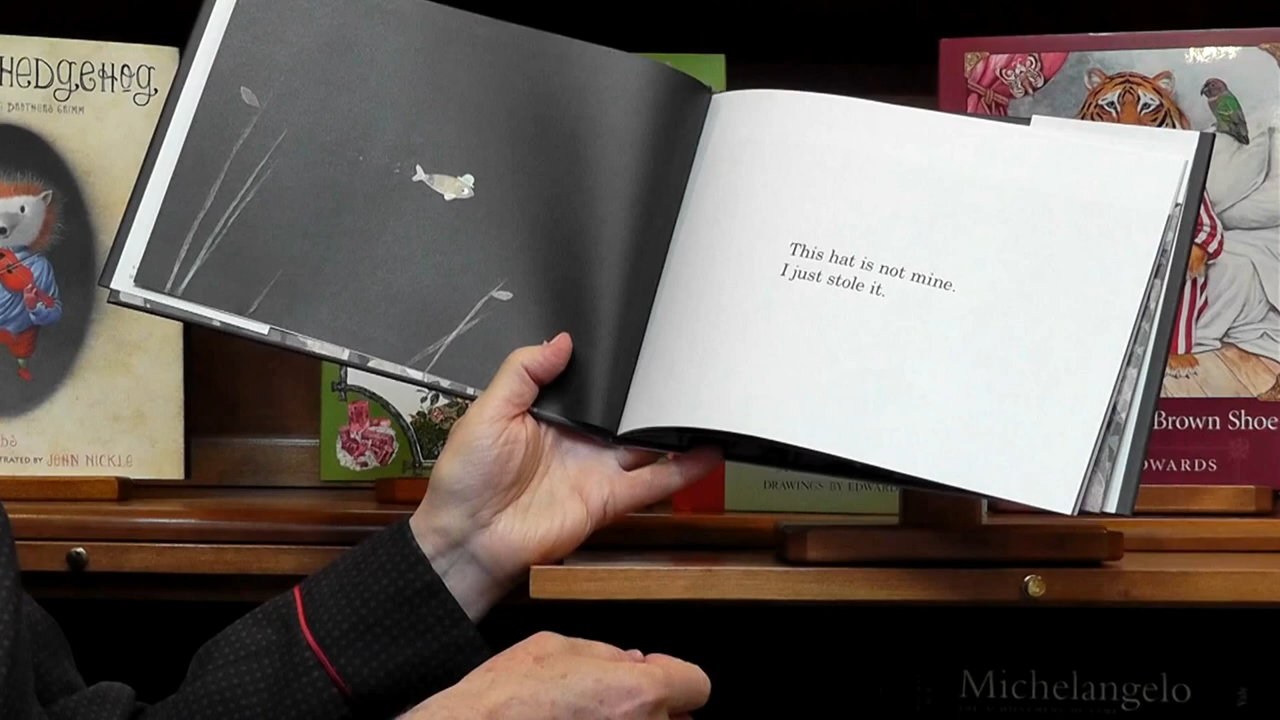 HEDGEHOG
BROTHERS GRIMM
TRATED BY JOHN NICKLE
This hat is not mine.
I just stole it.
Brown Shoe
DWARDS
DRAWINGS BY EDWARD
Michelangelo